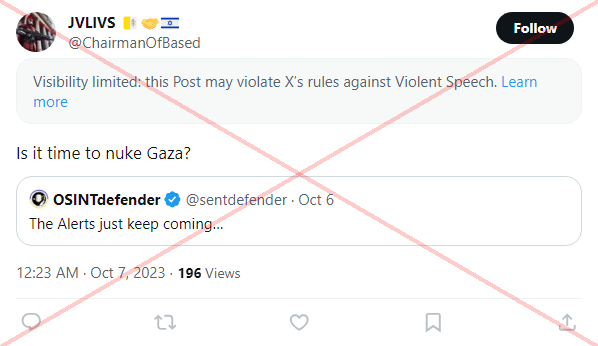 JVLIVS 🇻🇦🤝🇮🇱
Follow
@ChairmanOfBased
Visibility limited: this Post may violate X's rules against Violent Speech. Learn
more
Is it time to nuke Gaza?
OSINTdefender @sentdefender · Oct 6
The Alerts just keep coming...
12:23 AM · Oct 7, 2023 · 196 Views